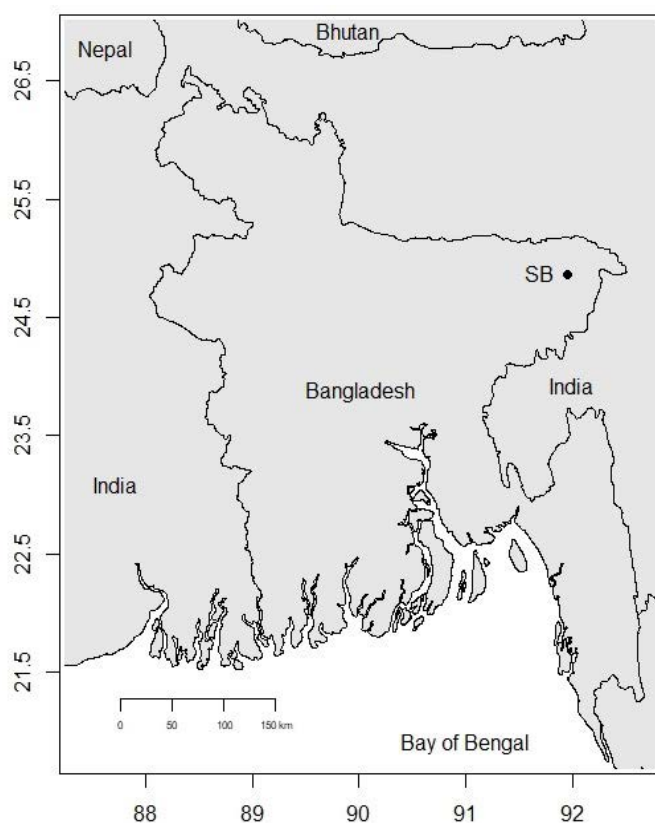 Bhutan
Nepal
26.5
25.5
SB
24.5
Bangladesh
India
23.5
India
22.5
21.5
0 50 100 150 km
Bay of Bengal
88 89 90 91 92